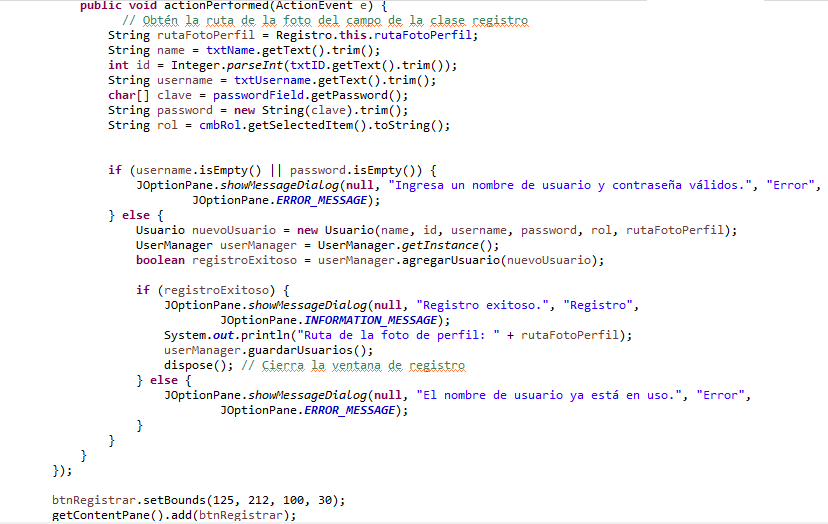 public void actionPerformed(ActionEvent e) {
// Obtén la ruta de la foto del campo de la clase registro
String rutaFotoPerfil = Registro.this.rutaFotoPerfil;
String name = txtName.getText().trim();
int id = Integer.parseInt(txtID.getText().trim());
String username = txtUsername.getText().trim();
char[] clave = passwordField.getPassword();
String password = new String(clave).trim();
String rol = cmbRol.getSelectedItem().toString();
if (username.isEmpty() || password.isEmpty()) {
JOptionPane.showMessageDialog(null, "Ingresa un nombre de usuario y contraseña válidos.", "Error",
JOptionPane.ERROR_MESSAGE);
} else {
Usuario nuevoUsuario = new Usuario(name, id, username, password, rol, rutaFotoPerfil);
UserManager userManager = UserManager.getInstance();
boolean registroExitoso = userManager.agregarUsuario(nuevoUsuario);
if (registroExitoso) {
JOptionPane.showMessageDialog(null, "Registro exitoso.", "Registro",
JOptionPane.INFORMATION_MESSAGE);
System.out.println("Ruta de la foto de perfil: " + rutaFotoPerfil);
userManager.guardarUsuarios();
dispose(); // Cierra la ventana de registro
} else {
JOptionPane.showMessageDialog(null, "El nombre de usuario ya está en uso.", "Error",
JOptionPane.ERROR_MESSAGE);
}
}
}
});
btnRegistrar.setBounds(125, 212, 100, 30);
getContentPane().add(btnRegistrar);